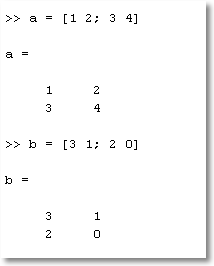 >> a = [1 2; 3 4]
a =
1 2
3 4
>> b = [3 1; 2 0]
b =
3 1
2 0